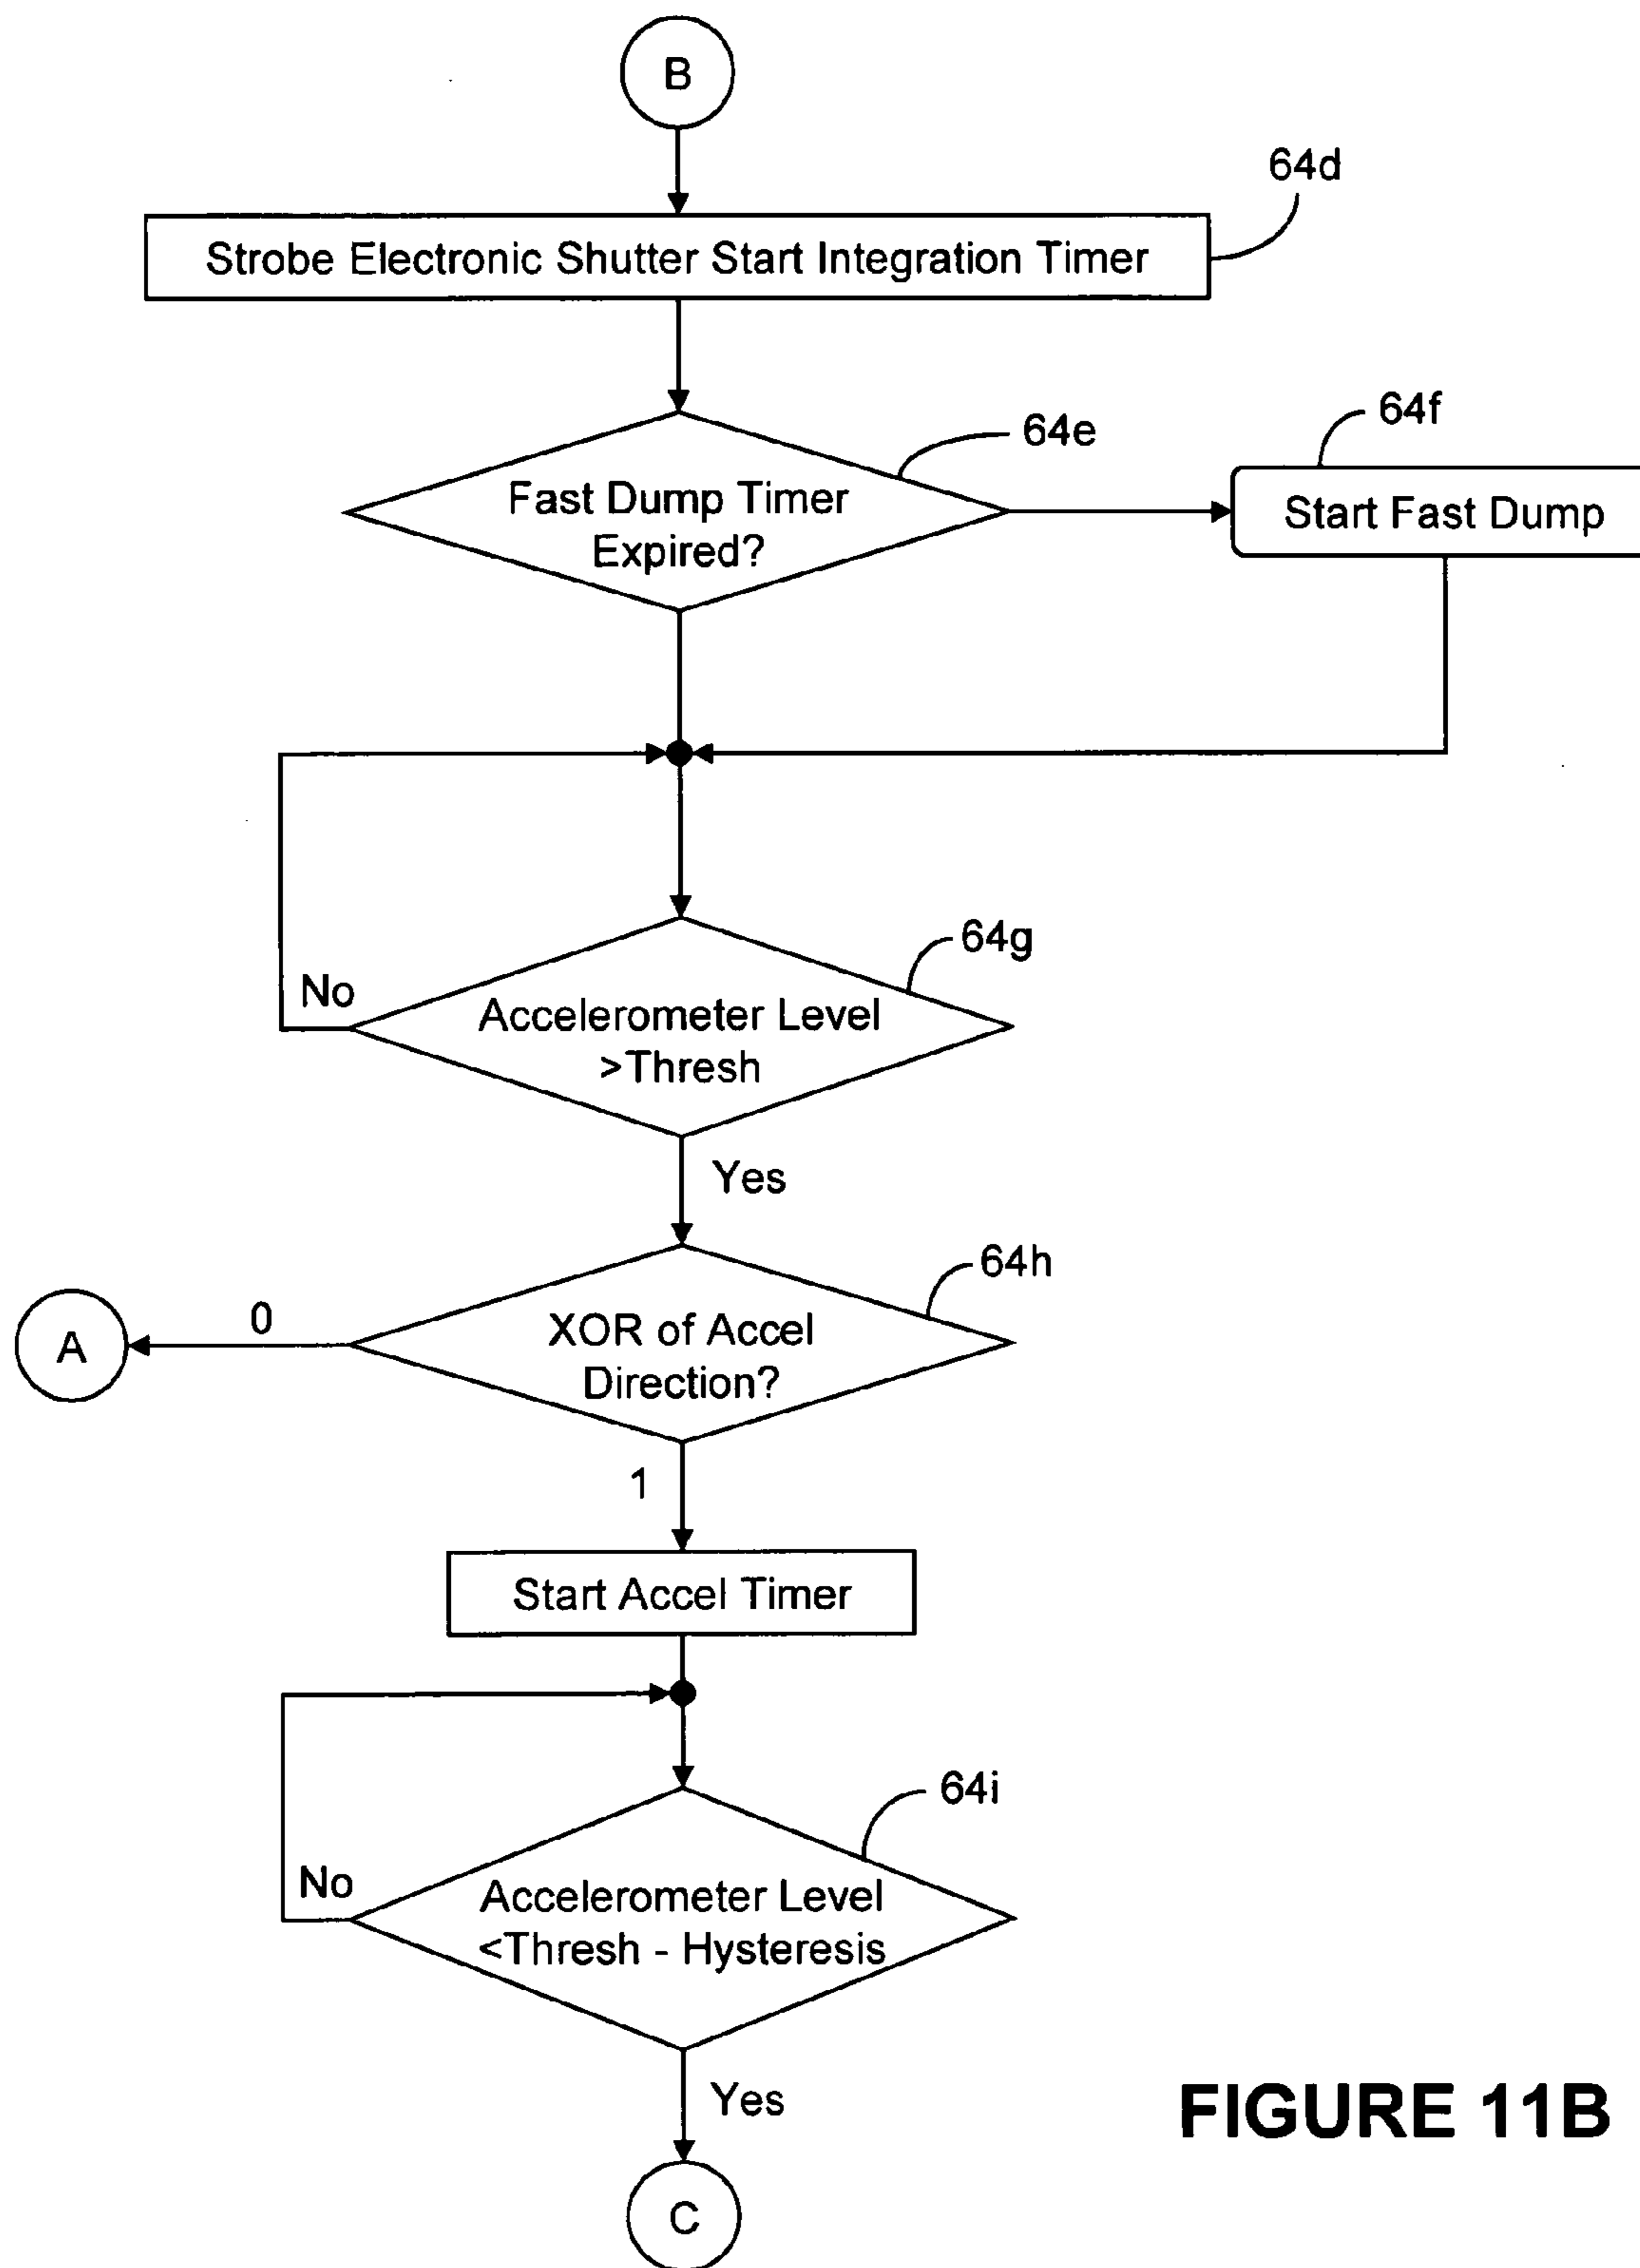 B
64d
Strobe Electronic Shutter Start Integration Timer
64e
64f
Fast Dump Timer
Expired?
Start Fast Dump
64g
No
Accelerometer Level
>Thresh
Yes
64h
A
0
XOR of Accel
Direction?
1
Start Accel Timer
64i
No
Accelerometer Level
<Thresh - Hysteresis
Yes
FIGURE 11B
C